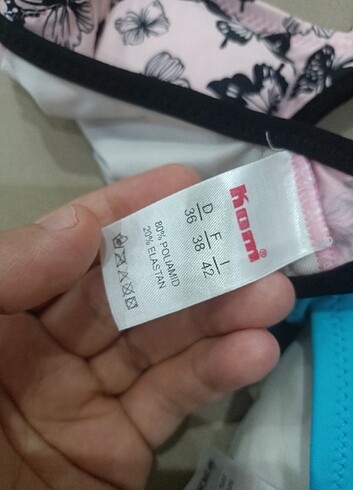 Kom®
D F I
36 38 42
80% POLIAMID
20% ELASTAN